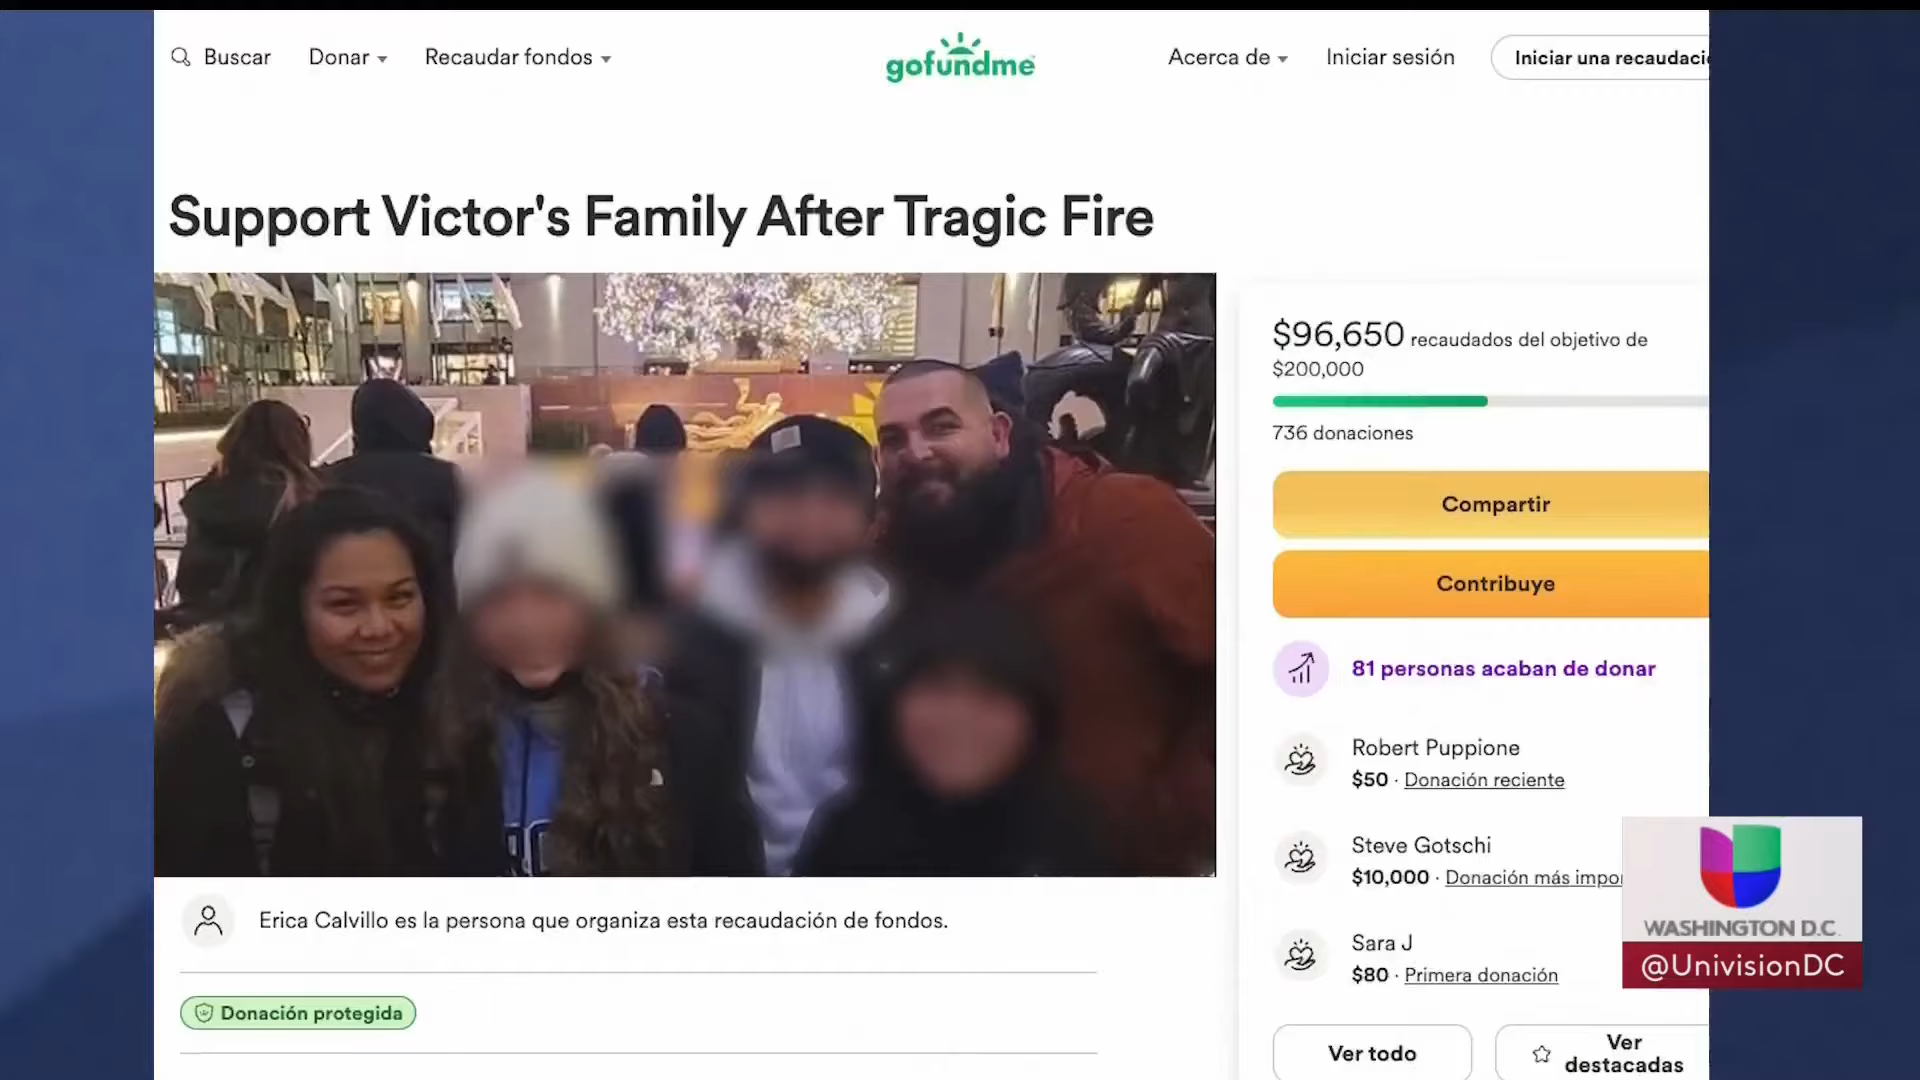 Buscar
Donar
Recaudar fondos
gofundme
Acerca de
Iniciar sesión
Iniciar una recaudaci
Support Victor's Family After Tragic Fire
$96,650 recaudados del objetivo de
$200,000
736 donaciones
Compartir
Contribuye
81 personas acaban de donar
Robert Puppione
$50 · Donación reciente
Steve Gotschi
$10,000 · Donación más impor
Sara J
$80 · Primera donación
Ver todo
Ver
destacadas
Erica Calvillo es la persona que organiza esta recaudación de fondos.
Donación protegida
WASHINGTON D.C.
@UnivisionDC